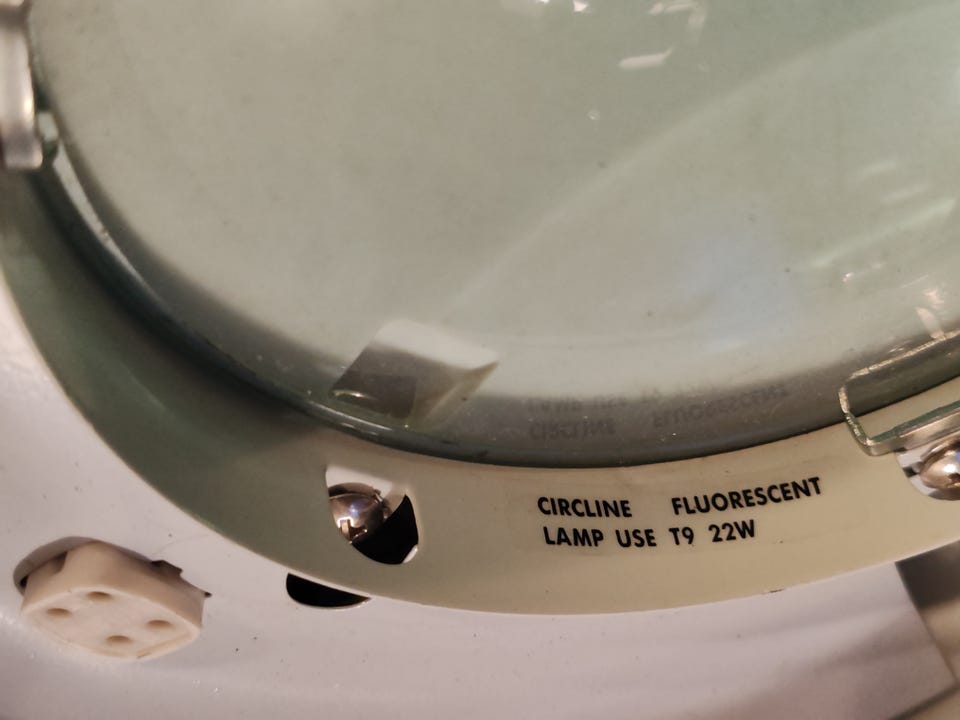 CIRCLINE FLUORESCENT
LAMP USE T9 22W